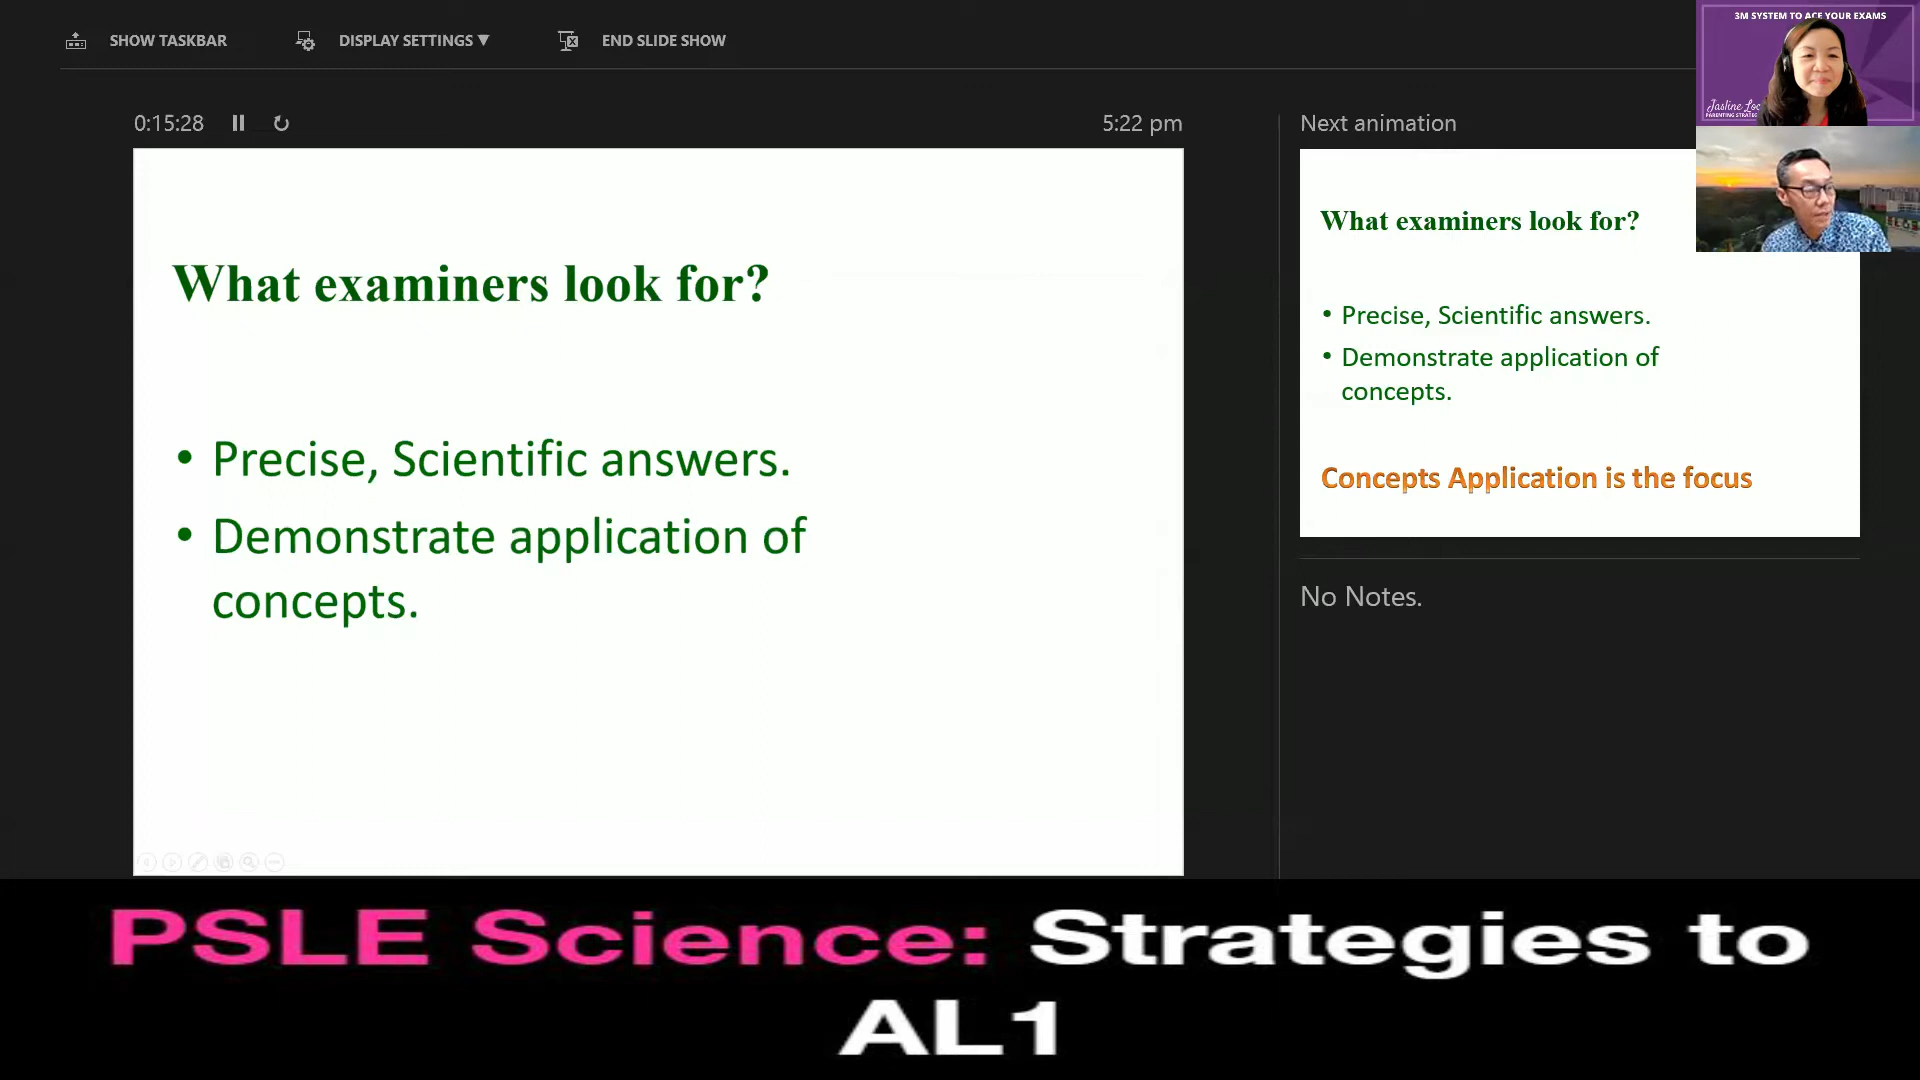 SHOW TASKBAR
DISPLAY SETTINGS ▼
END SLIDE SHOW
3M SYSTEM TO ACE YOUR EXAMS
Jasline
PARENTING
0:15:28
5:22 pm
Next animation
What examiners look for?
• Precise, Scientific answers.
• Demonstrate application of
concepts.
What examiners look for?
• Precise, Scientific answers.
• Demonstrate application of
concepts.
Concepts Application is the focus
No Notes.
PSLE Science: Strategies to
AL1